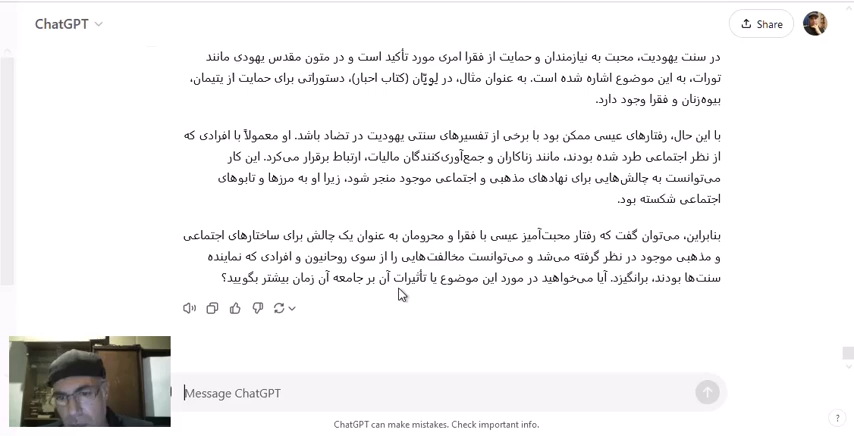 ChatGPT
Share
در سنت یهودیت، محبت به نیازمندان و حمایت از فقرا امری مورد تأکید است و در متون مقدس یهودی مانند
تورات، به این موضوع اشاره شده است. به عنوان مثال، در لِویّان (کتاب احبار)، دستوراتی برای حمایت از یتیمان،
بیوه‌زنان و فقرا وجود دارد.
با این حال، رفتارهای عیسی ممکن بود با برخی از تفسیرهای سنتی یهودیت در تضاد باشد. او معمولاً با افرادی که
از نظر اجتماعی طرد شده بودند، مانند زناکاران و جمع‌آوری‌کنندگان مالیات، ارتباط برقرار می‌کرد. این کار
می‌توانست به چالش‌هایی برای نهادهای مذهبی و اجتماعی موجود منجر شود، زیرا او به مرزها و تابوهای
اجتماعی شکسته بود.
بنابراین، می‌توان گفت که رفتار محبت‌آمیز عیسی با فقرا و محرومان به عنوان یک چالش برای ساختارهای اجتماعی
و مذهبی موجود در نظر گرفته می‌شد و می‌توانست مخالفت‌هایی را از سوی روحانیون و افرادی که نماینده
سنت‌ها بودند، برانگیزد. آیا می‌خواهید در مورد این موضوع یا تأثیرات آن بر جامعه آن زمان بیشتر بگویید؟
Message ChatGPT
ChatGPT can make mistakes. Check important info.
?